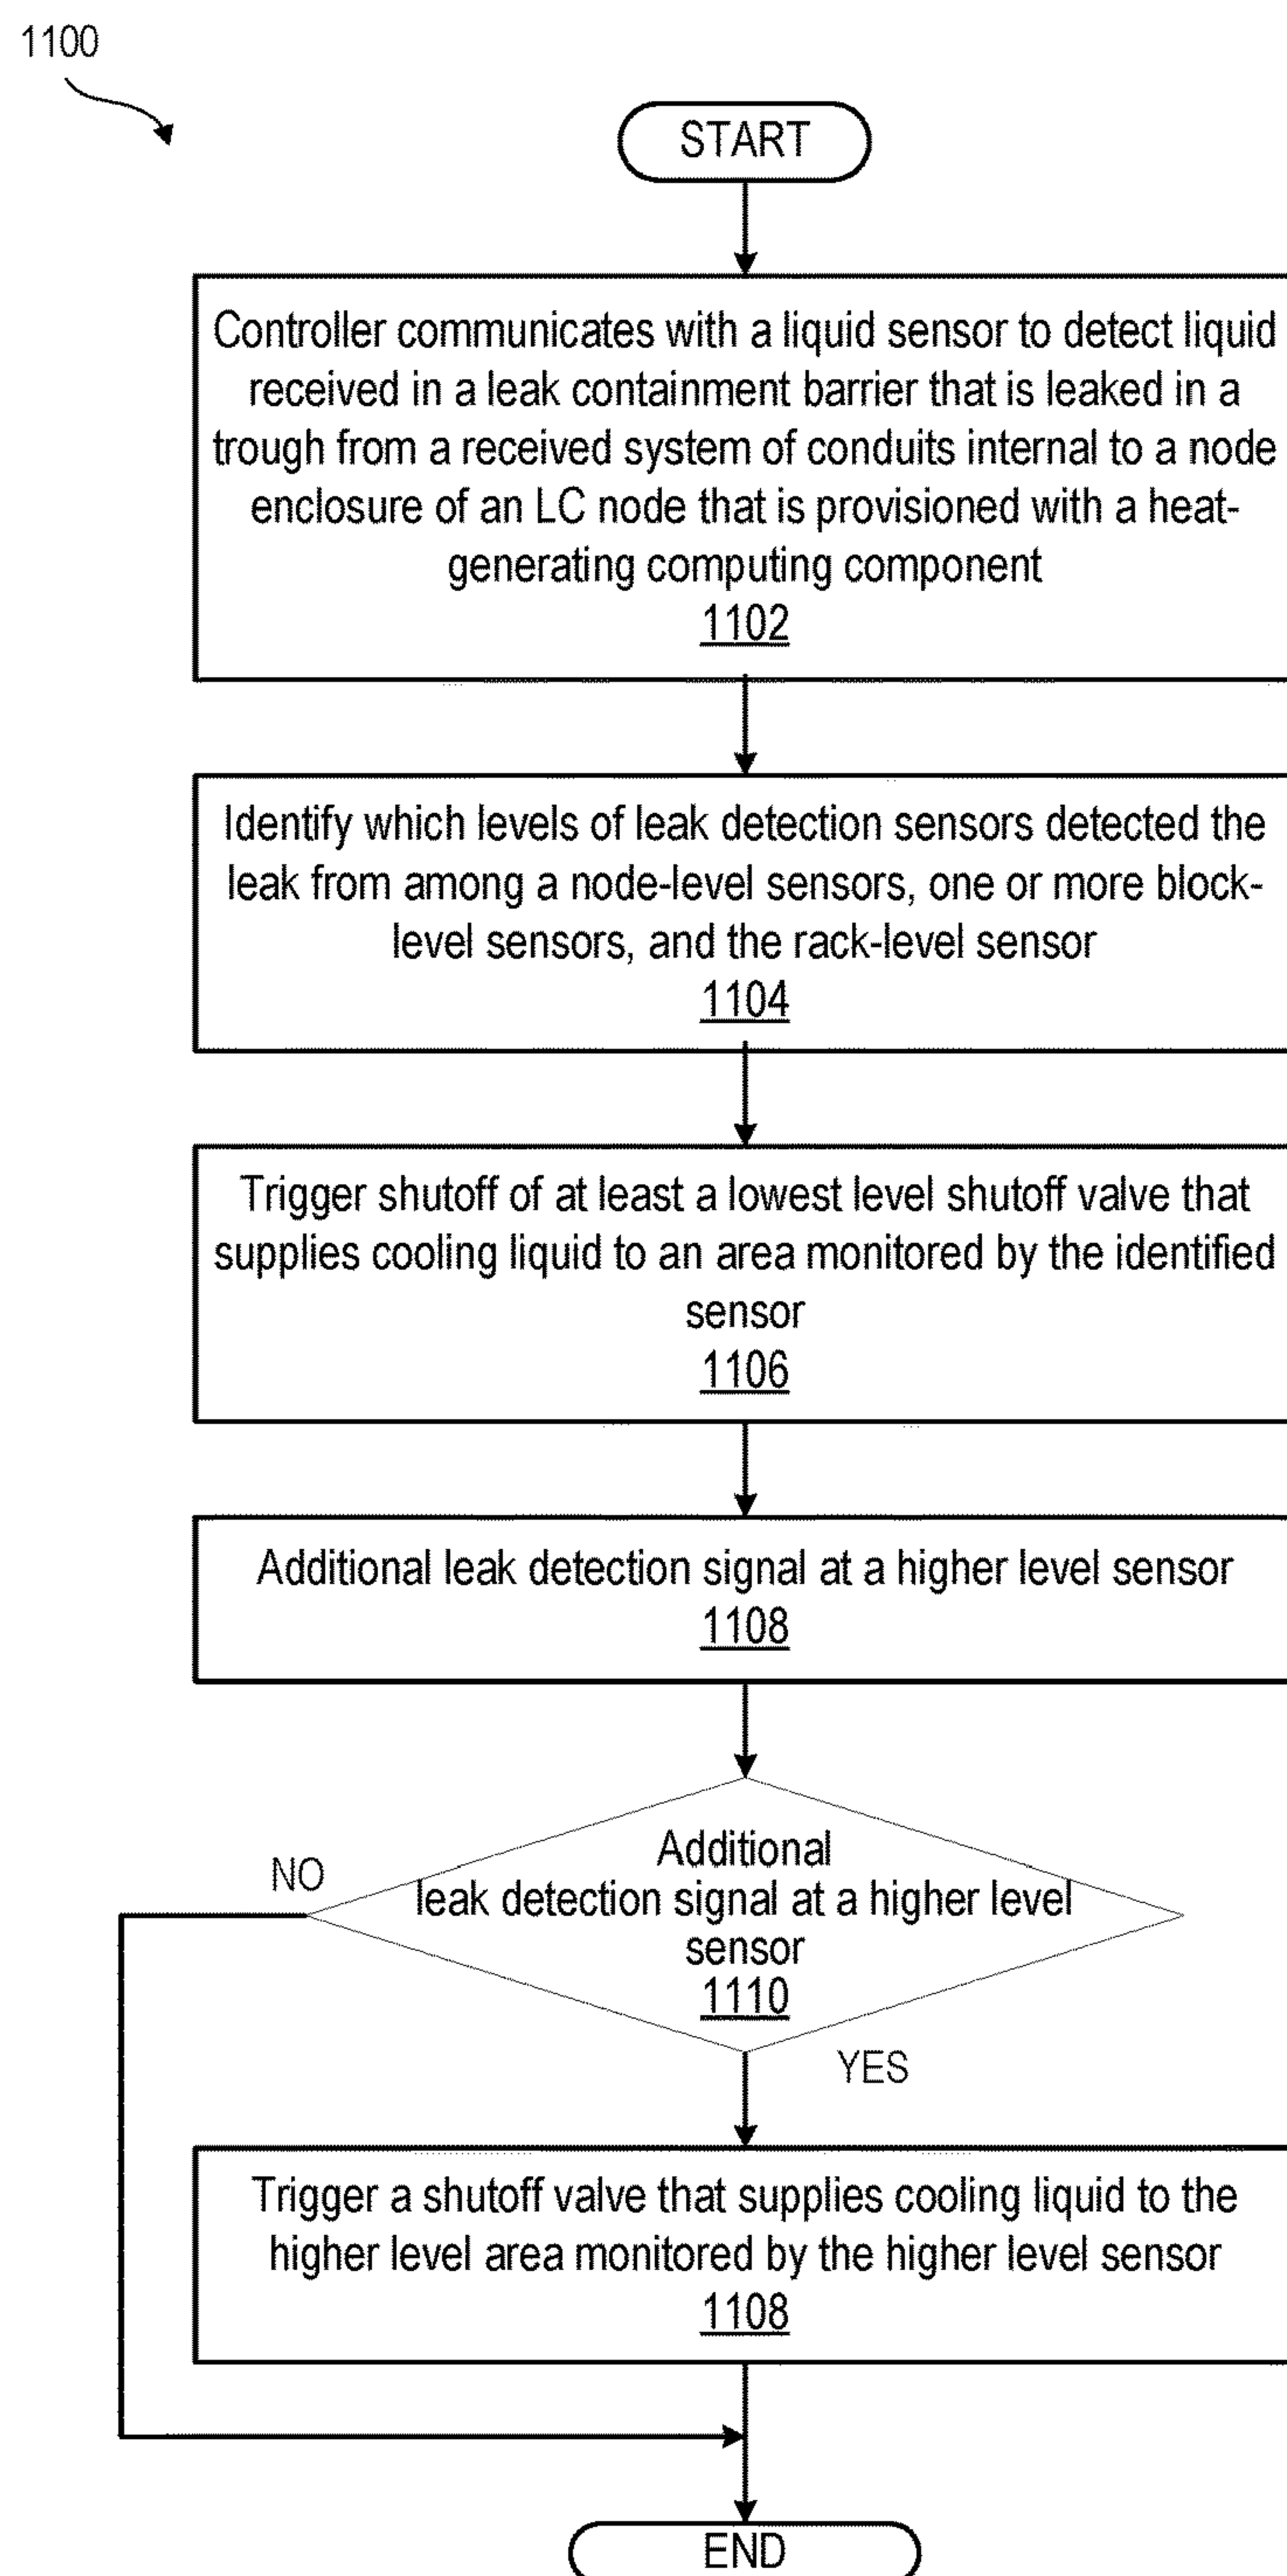 1100
START
Controller communicates with a liquid sensor to detect liquid
received in a leak containment barrier that is leaked in a
trough from a received system of conduits internal to a node
enclosure of an LC node that is provisioned with a heat-
generating computing component
1102
Identify which levels of leak detection sensors detected the
leak from among a node-level sensors, one or more block-
level sensors, and the rack-level sensor
1104
Trigger shutoff of at least a lowest level shutoff valve that
supplies cooling liquid to an area monitored by the identified
sensor
1106
Additional leak detection signal at a higher level sensor
1108
Additional
leak detection signal at a higher level
sensor
1110
NO
YES
Trigger a shutoff valve that supplies cooling liquid to the
higher level area monitored by the higher level sensor
1108
END